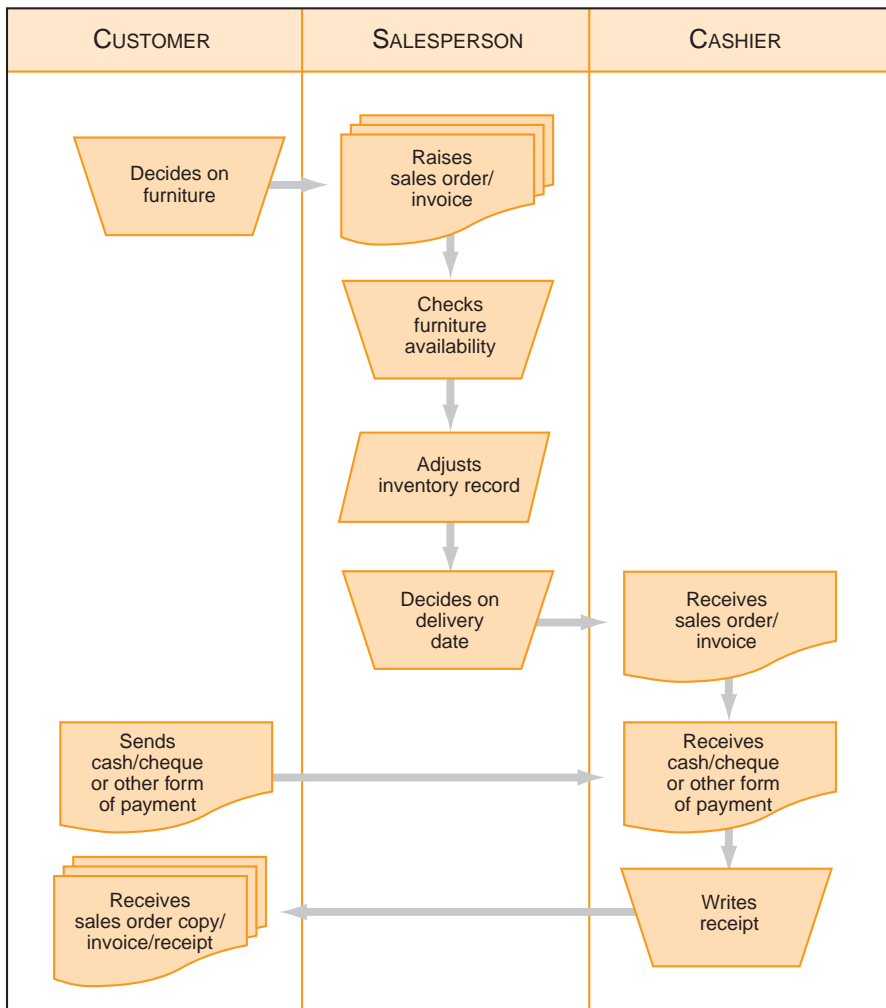 CUSTOMER
SALESPERSON
CASHIER
Decides on
furniture
Raises
sales order/
invoice
Checks
furniture
availability
Adjusts
inventory record
Decides on
delivery
date
Receives
sales order/
invoice
Sends
cash/cheque
or other form
of payment
Receives
cash/cheque
or other form
of payment
Receives
sales order copy/
invoice/receipt
Writes
receipt